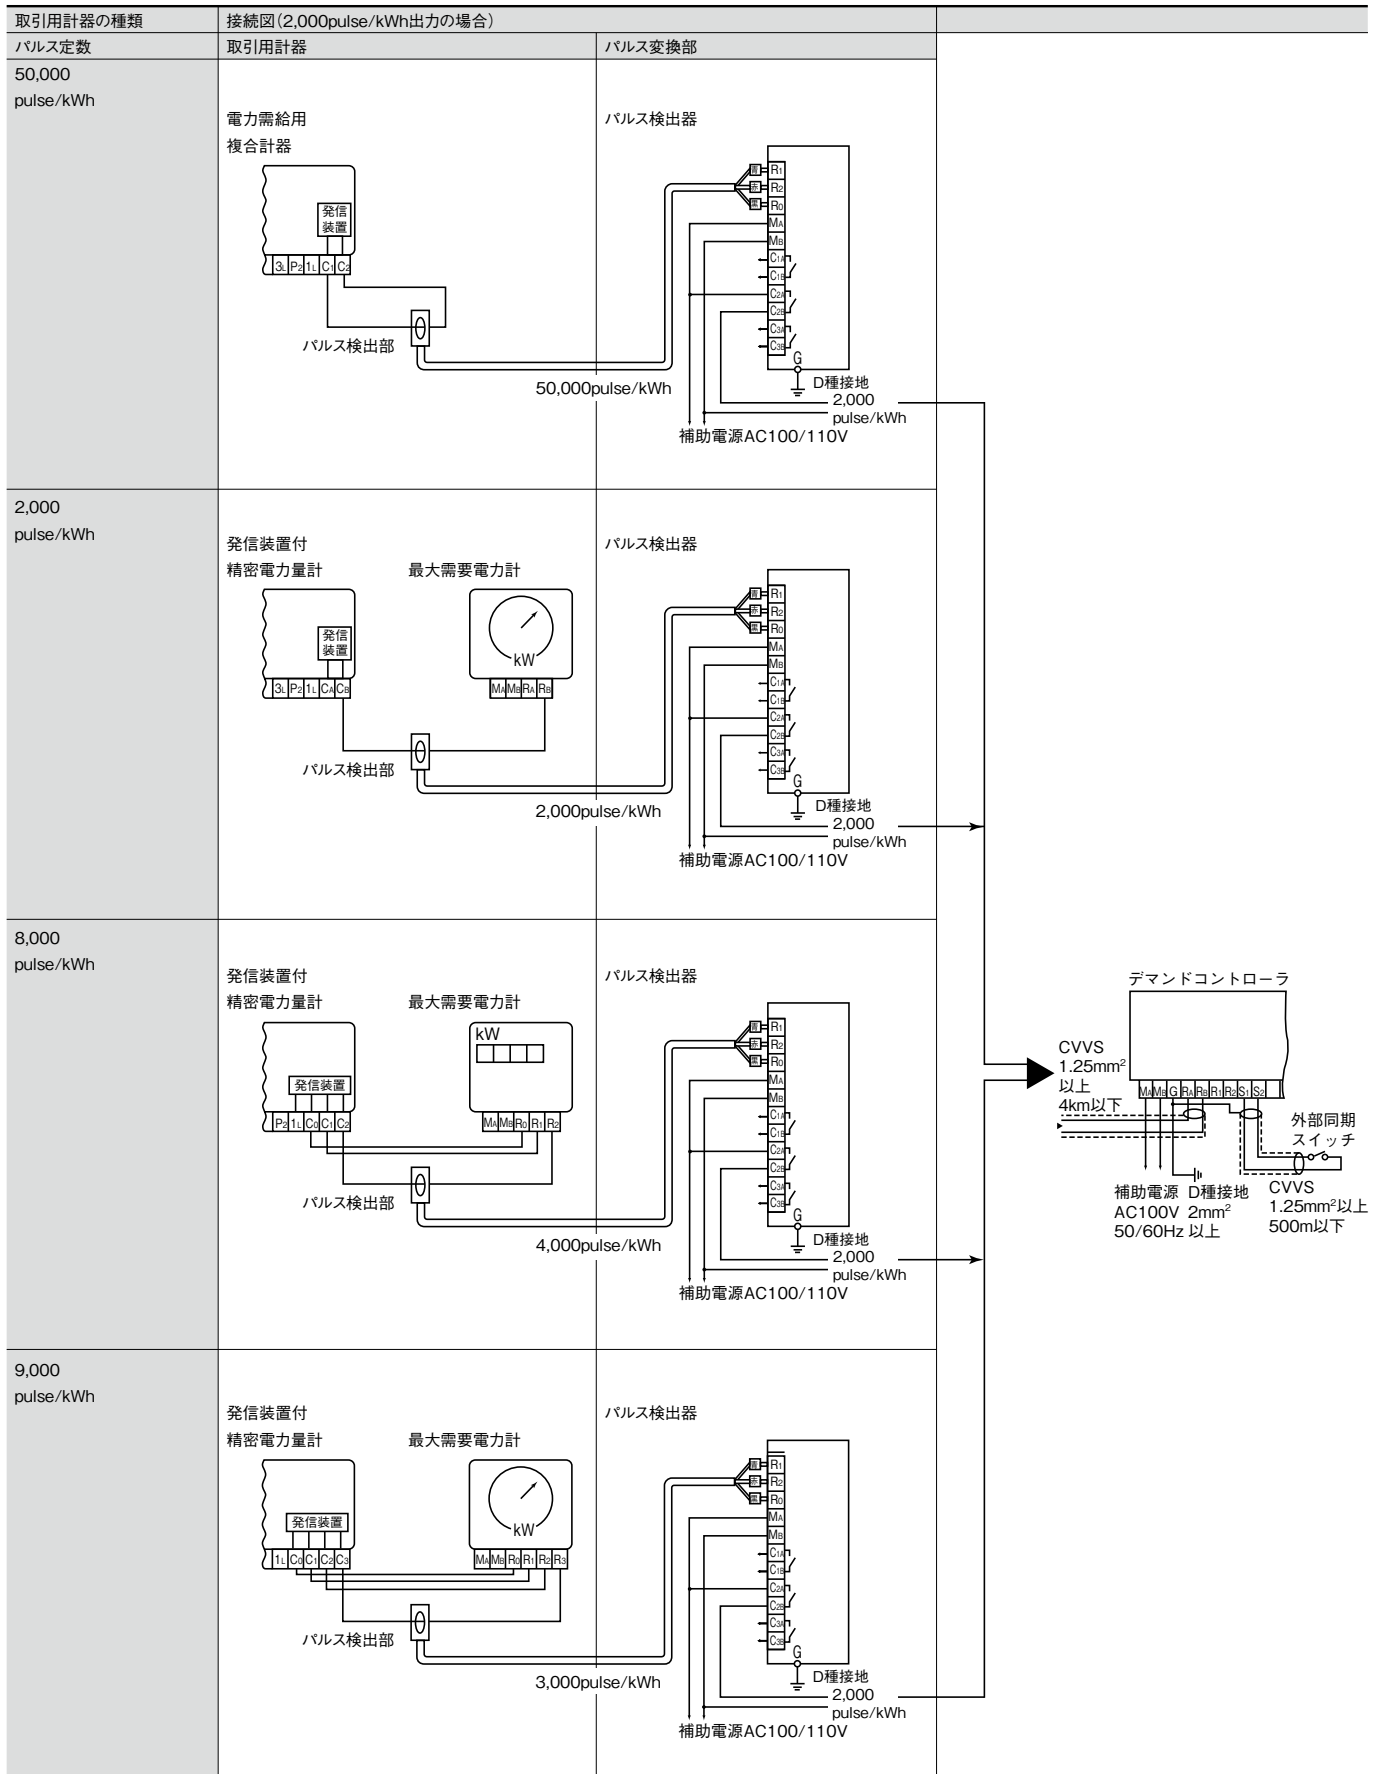 取引用計器の種類
接続図(2,000pulse/kWh出力の場合)
パルス定数
取引用計器
パルス変換部
50,000
pulse/kWh
電力需給用
複合計器
発信
装置
3L P2 1L C1 C2
パルス検出部
50,000pulse/kWh
パルス検出器
青 R1
赤 R2
黒 R0
MA
MB
C1A
C1B
C2A
C2B
C3A
C3B
G
D種接地
2,000
pulse/kWh
補助電源AC100/110V
2,000
pulse/kWh
発信装置付
精密電力量計
最大需要電力計
発信
装置
kW
3L P2 1L CA CB
MA MB RA RB
パルス検出部
2,000pulse/kWh
パルス検出器
青 R1
赤 R2
黒 R0
MA
MB
C1A
C1B
C2A
C2B
C3A
C3B
G
D種接地
2,000
pulse/kWh
補助電源AC100/110V
8,000
pulse/kWh
発信装置付
精密電力量計
最大需要電力計
kW
発信装置
P2 1L C0 C1 C2
MA MB R0 R1 R2
パルス検出部
4,000pulse/kWh
パルス検出器
青 R1
赤 R2
黒 R0
MA
MB
C1A
C1B
C2A
C2B
C3A
C3B
G
D種接地
2,000
pulse/kWh
補助電源AC100/110V
9,000
pulse/kWh
発信装置付
精密電力量計
最大需要電力計
発信装置
kW
1L C0 C1 C2 C3
MA MB R0 R1 R2 R3
パルス検出部
3,000pulse/kWh
パルス検出器
青 R1
赤 R2
黒 R0
MA
MB
C1A
C1B
C2A
C2B
C3A
C3B
G
D種接地
2,000
pulse/kWh
補助電源AC100/110V
デマンドコントローラ
CVVS
1.25mm²
以上
4km以下
MA MB G RA RB R1 R2 S1 S2
外部同期
スイッチ
補助電源
AC100V
50/60Hz
D種接地
2mm²
以上
CVVS
1.25mm²以上
500m以下